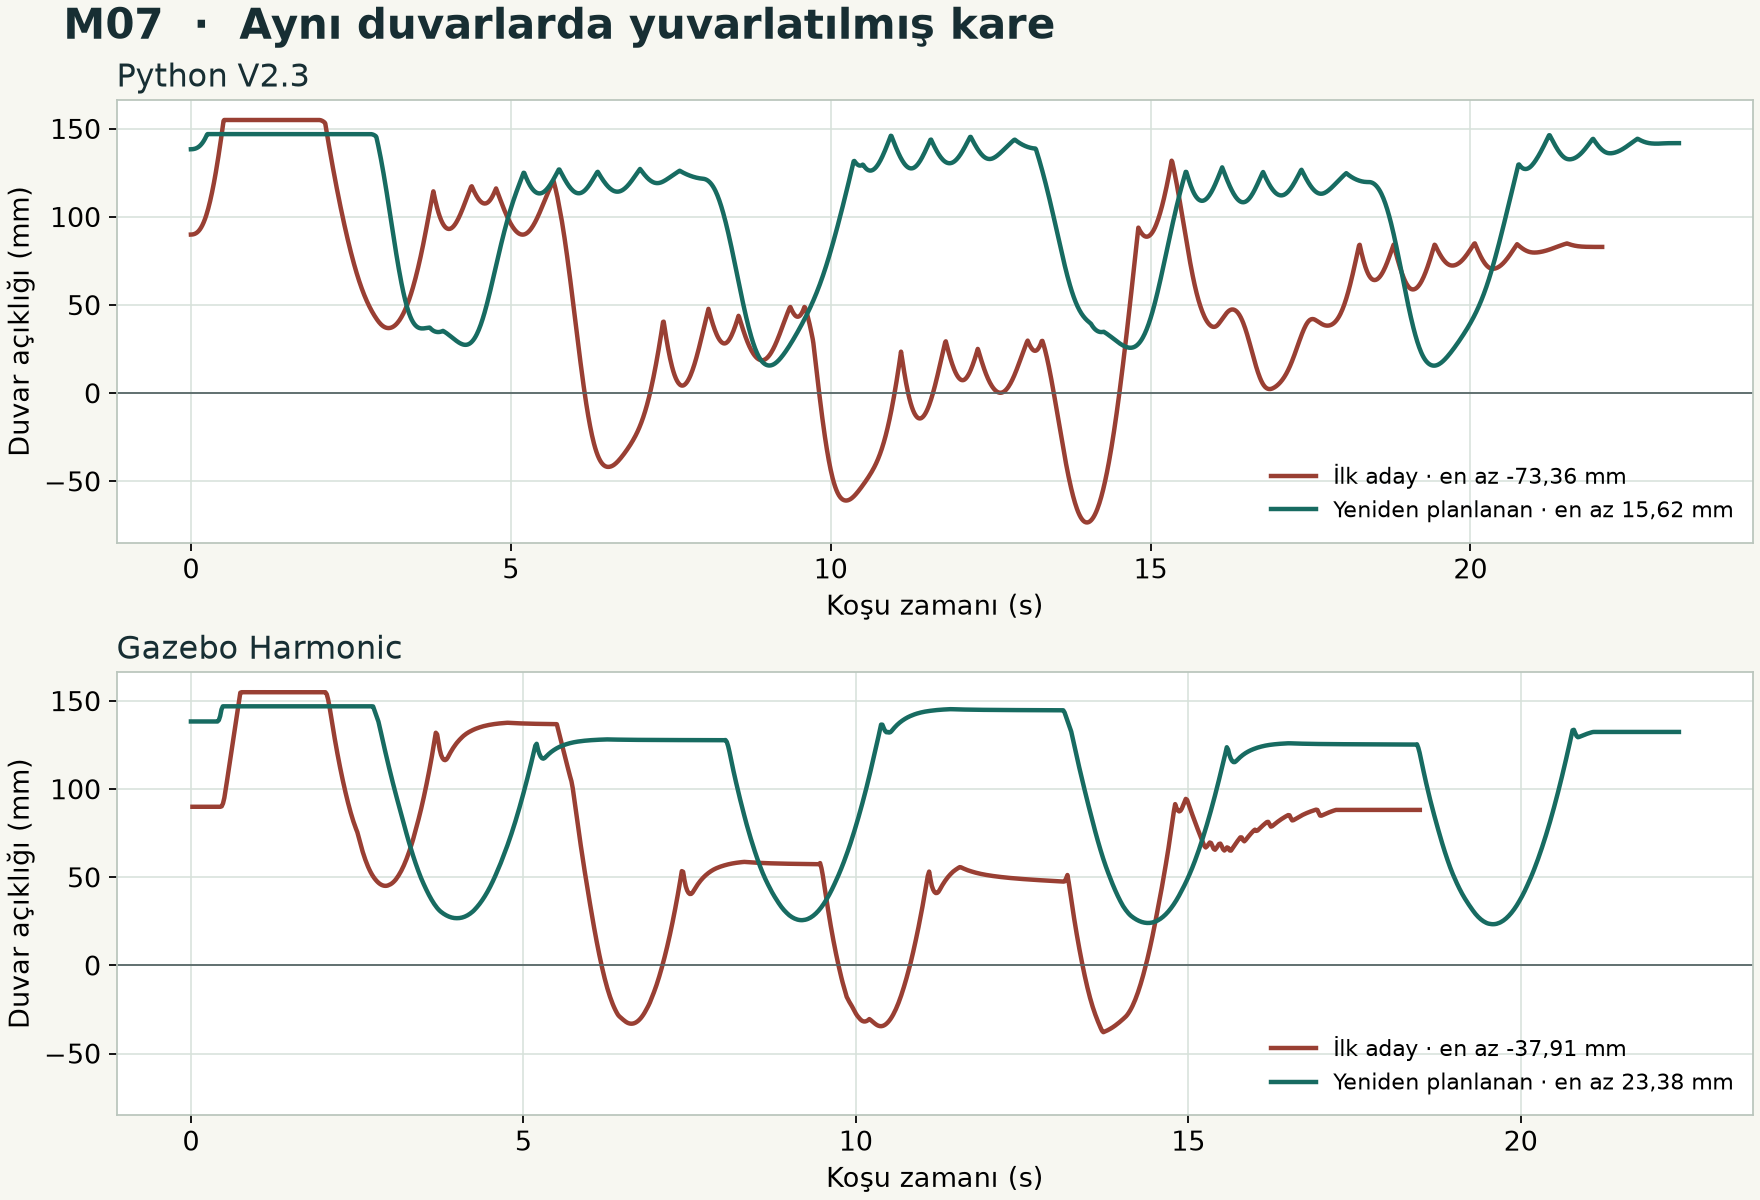 M07 · Aynı duvarlarda yuvarlatılmış kare
Python V2.3
Duvar açıklığı (mm)
150
100
50
0
−50
İlk aday · en az -73,36 mm
Yeniden planlanan · en az 15,62 mm
0 5 10 15 20
Koşu zamanı (s)
Gazebo Harmonic
Duvar açıklığı (mm)
150
100
50
0
−50
İlk aday · en az -37,91 mm
Yeniden planlanan · en az 23,38 mm
0 5 10 15 20
Koşu zamanı (s)